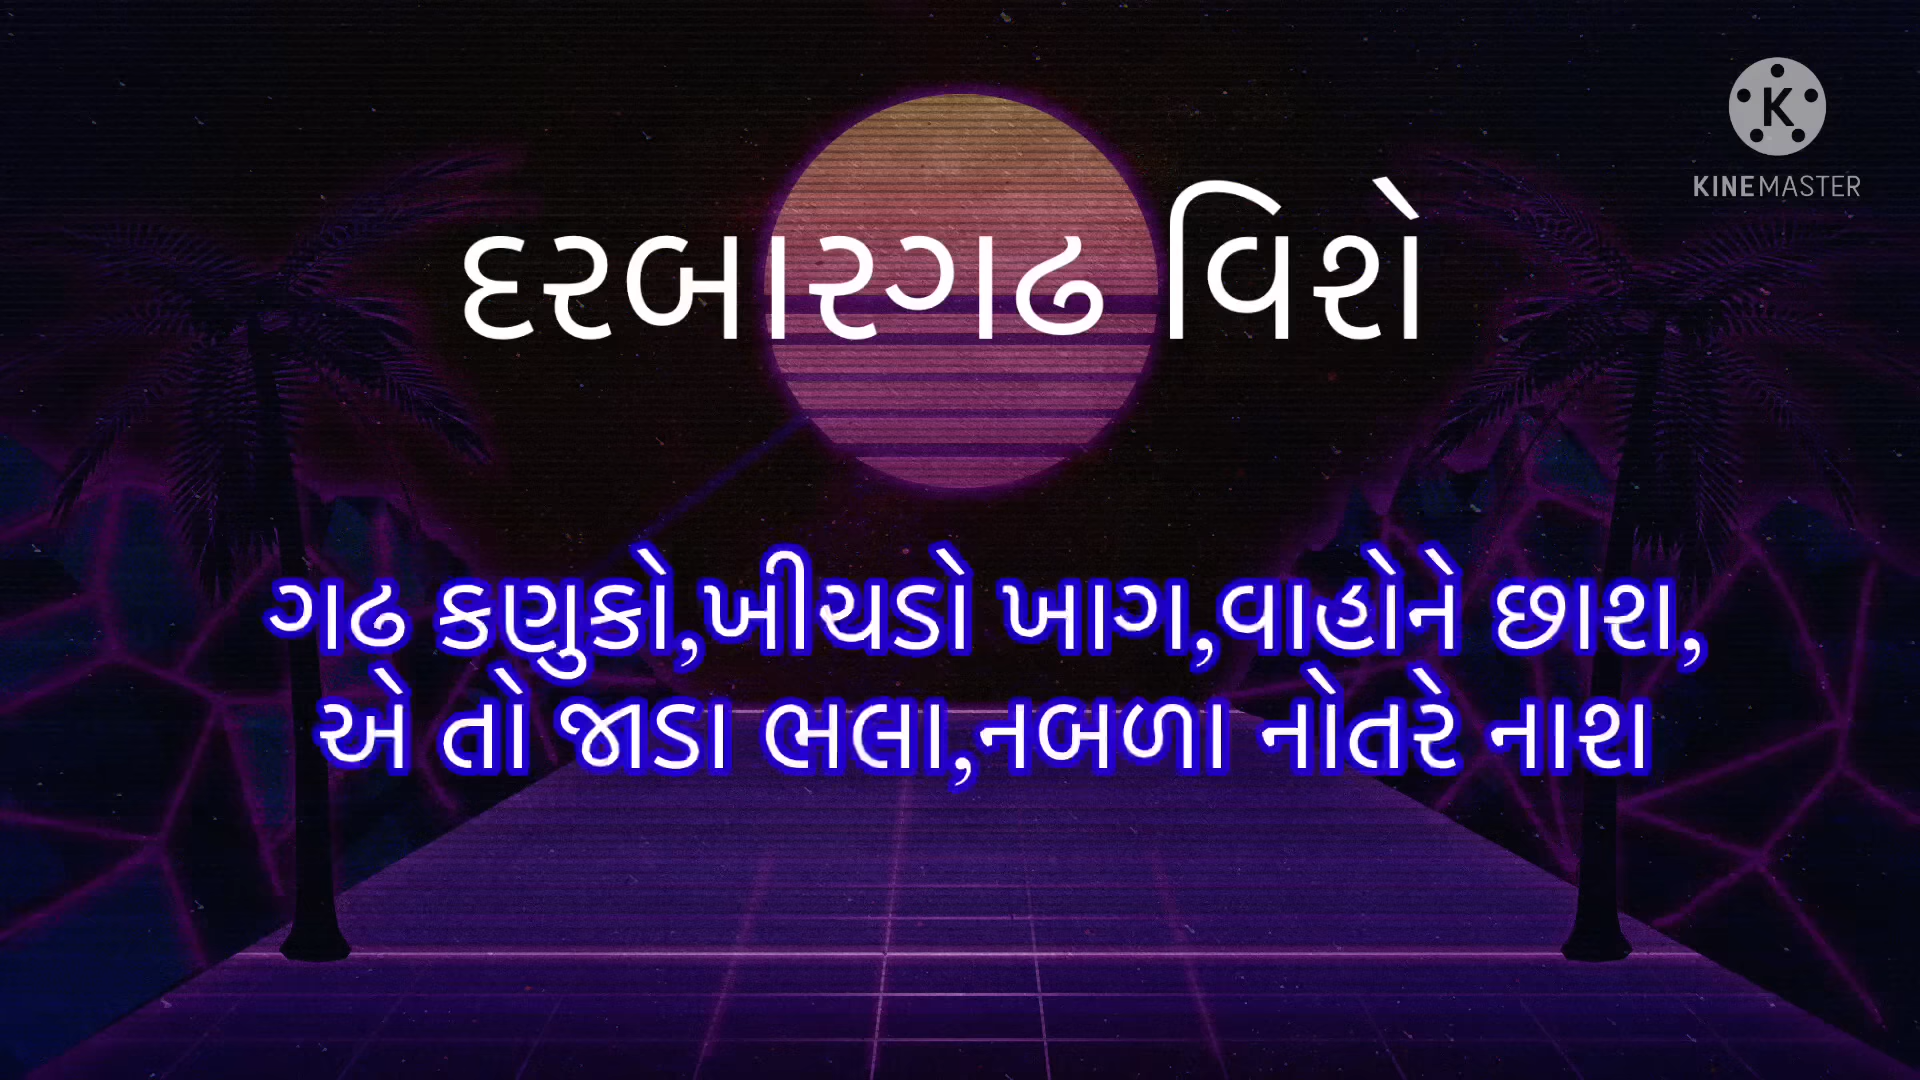 KINEMASTER
દરબારગઢ વિશે
ગઢ કણુકો,ખીચડો ખાગ,વાહોને છાશ,
એ તો જાડા ભલા,નબળા નોતરે નાશ